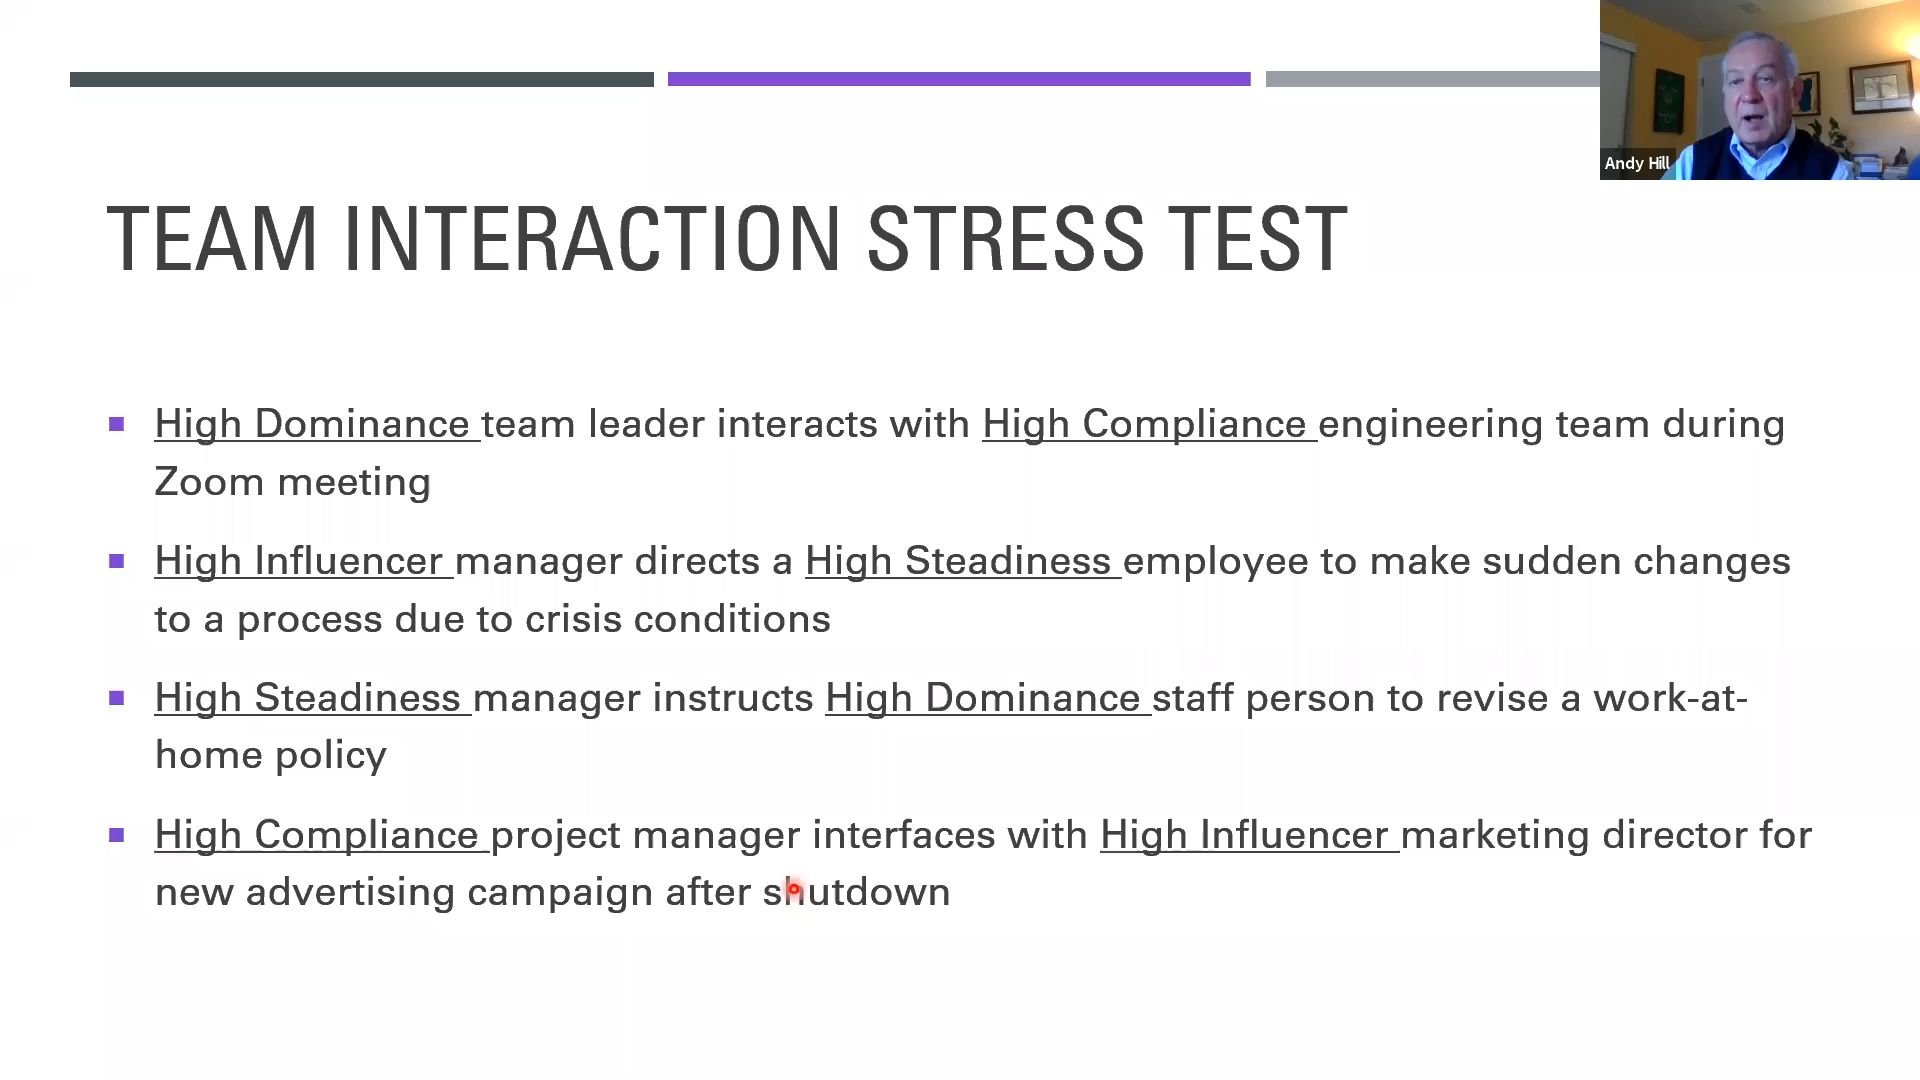 Andy Hill
TEAM INTERACTION STRESS TEST
High Dominance team leader interacts with High Compliance engineering team during
Zoom meeting
High Influencer manager directs a High Steadiness employee to make sudden changes
to a process due to crisis conditions
High Steadiness manager instructs High Dominance staff person to revise a work-at-
home policy
High Compliance project manager interfaces with High Influencer marketing director for
new advertising campaign after shutdown